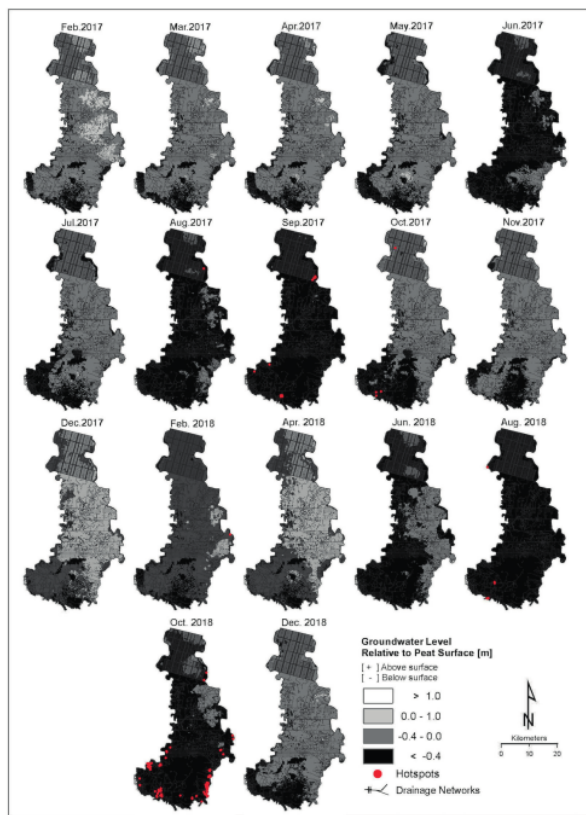 Feb.2017
Mar.2017
Apr.2017
May.2017
Jun.2017
Jul.2017
Aug.2017
Sep.2017
Oct.2017
Nov.2017
Dec.2017
Feb. 2018
Apr. 2018
Jun. 2018
Aug. 2018
Oct. 2018
Dec. 2018
Groundwater Level
Relative to Peat Surface [m]
[ + ] Above surface
[ - ] Below surface
> 1.0
0.0 - 1.0
-0.4 - 0.0
< -0.4
Hotspots
Drainage Networks
N
Kilometers
0 10 20